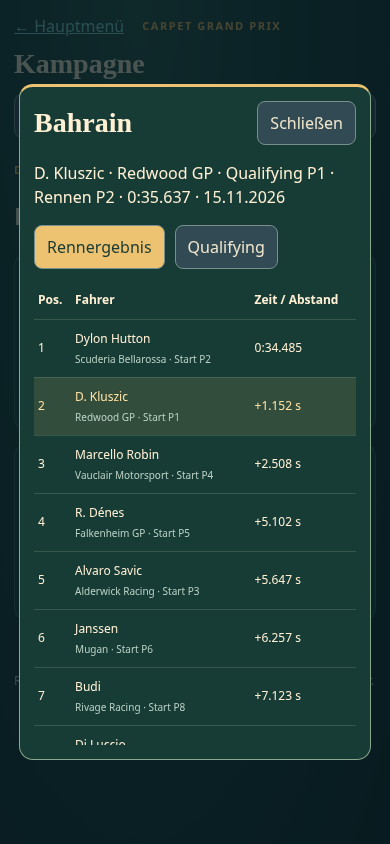 ← Hauptmenü CARPET GRAND PRIX
Kampagne
Bahrain
Schließen
D. Kluszic · Redwood GP · Qualifying P1 ·
Rennen P2 · 0:35.637 · 15.11.2026
Rennergebnis Qualifying
Pos. Fahrer Zeit / Abstand
1 Dylon Hutton 0:34.485
Scuderia Bellarossa · Start P2
2 D. Kluszic +1.152 s
Redwood GP · Start P1
3 Marcello Robin +2.508 s
Vauclair Motorsport · Start P4
4 R. Dénes +5.102 s
Falkenheim GP · Start P5
5 Alvaro Savic +5.647 s
Alderwick Racing · Start P3
6 Janssen +6.257 s
Mugan · Start P6
7 Budi +7.123 s
Rivage Racing · Start P8